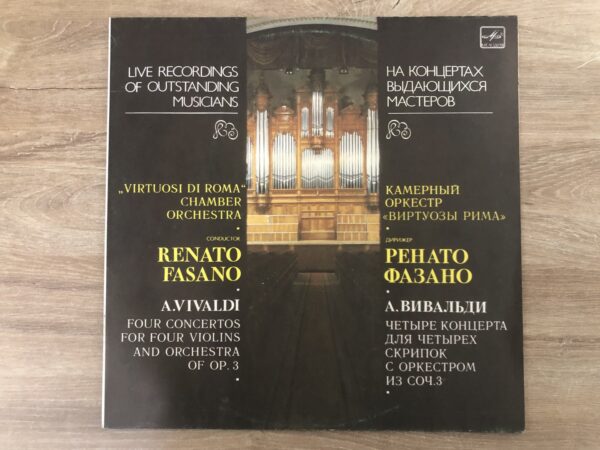 LIVE RECORDINGS
OF OUTSTANDING
MUSICIANS
„VIRTUOSI DI ROMA“
CHAMBER
ORCHESTRA
CONDUCTOR
RENATO
FASANO
A.VIVALDI
FOUR CONCERTOS
FOR FOUR VIOLINS
AND ORCHESTRA
OF OP. 3
НА КОНЦЕРТАХ
ВЫДАЮЩИХСЯ
МАСТЕРОВ
КАМЕРНЫЙ
ОРКЕСТР
«ВИРТУОЗЫ РИМА»
ДИРИЖЕР
РЕНАТО
ФАЗАНО
А.ВИВАЛЬДИ
ЧЕТЫРЕ КОНЦЕРТА
ДЛЯ ЧЕТЫРЕХ
СКРИПОК
С ОРКЕСТРОМ
ИЗ СОЧ.3